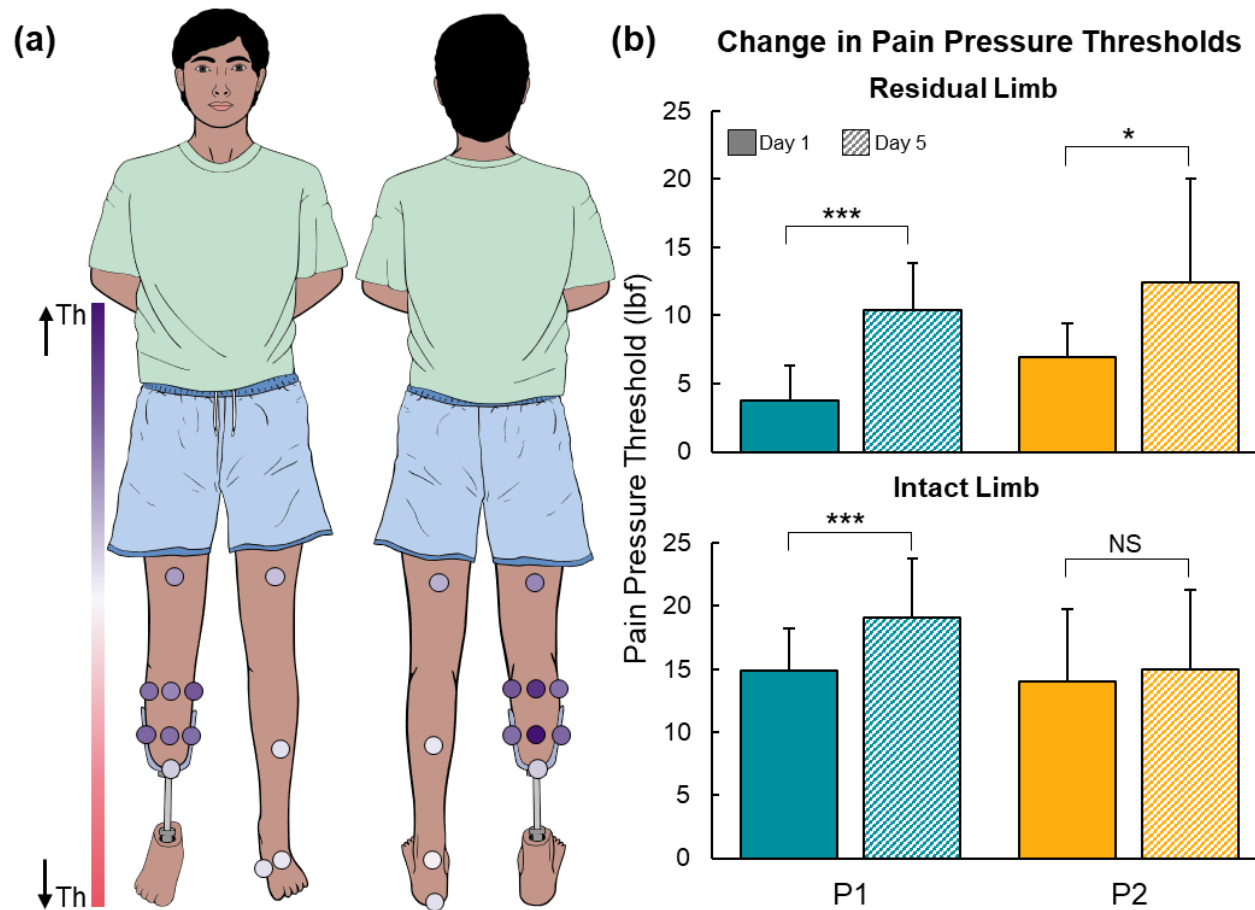 (a)
Th
Th
(b)
Change in Pain Pressure Thresholds
Residual Limb
Pain Pressure Threshold (lbf)
25
20
15
10
5
0
Day 1
Day 5
***
*
Intact Limb
25
20
15
10
5
0
***
NS
P1
P2